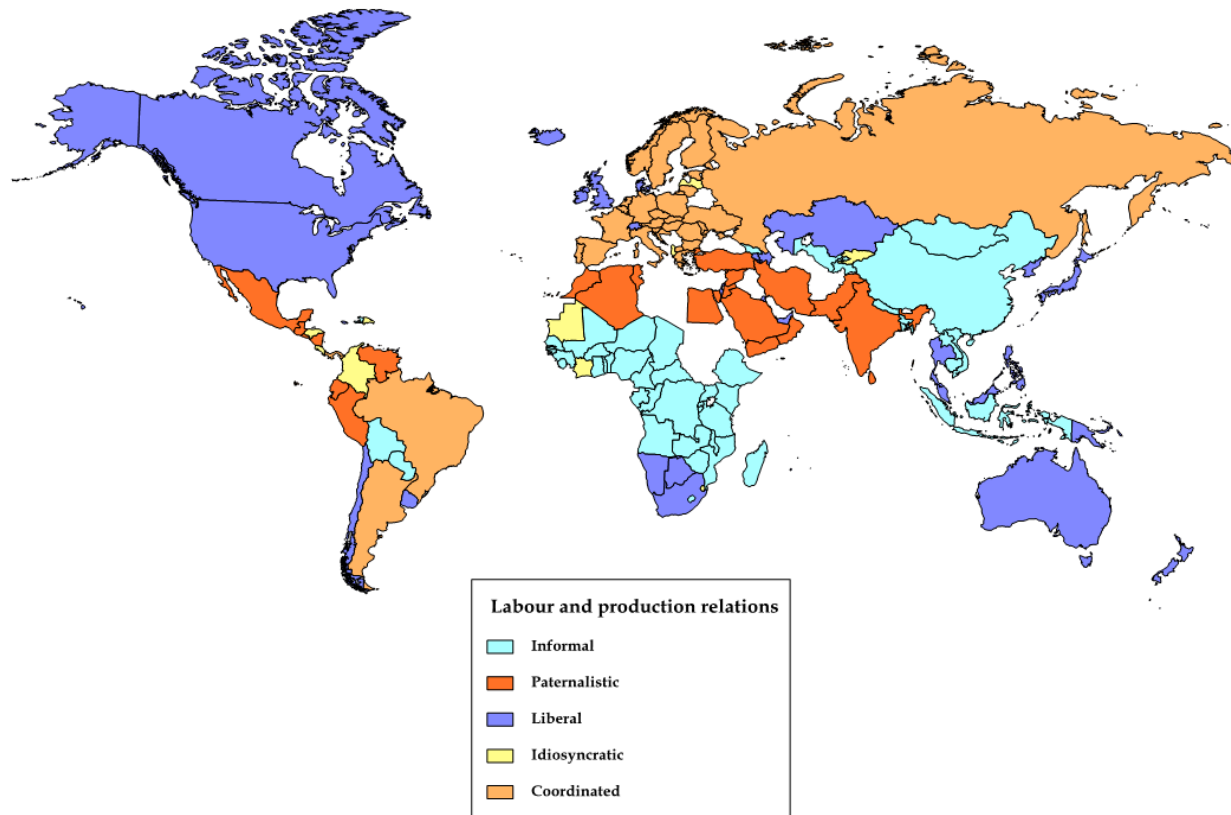 Labour and production relations
Informal
Paternalistic
Liberal
Idiosyncratic
Coordinated